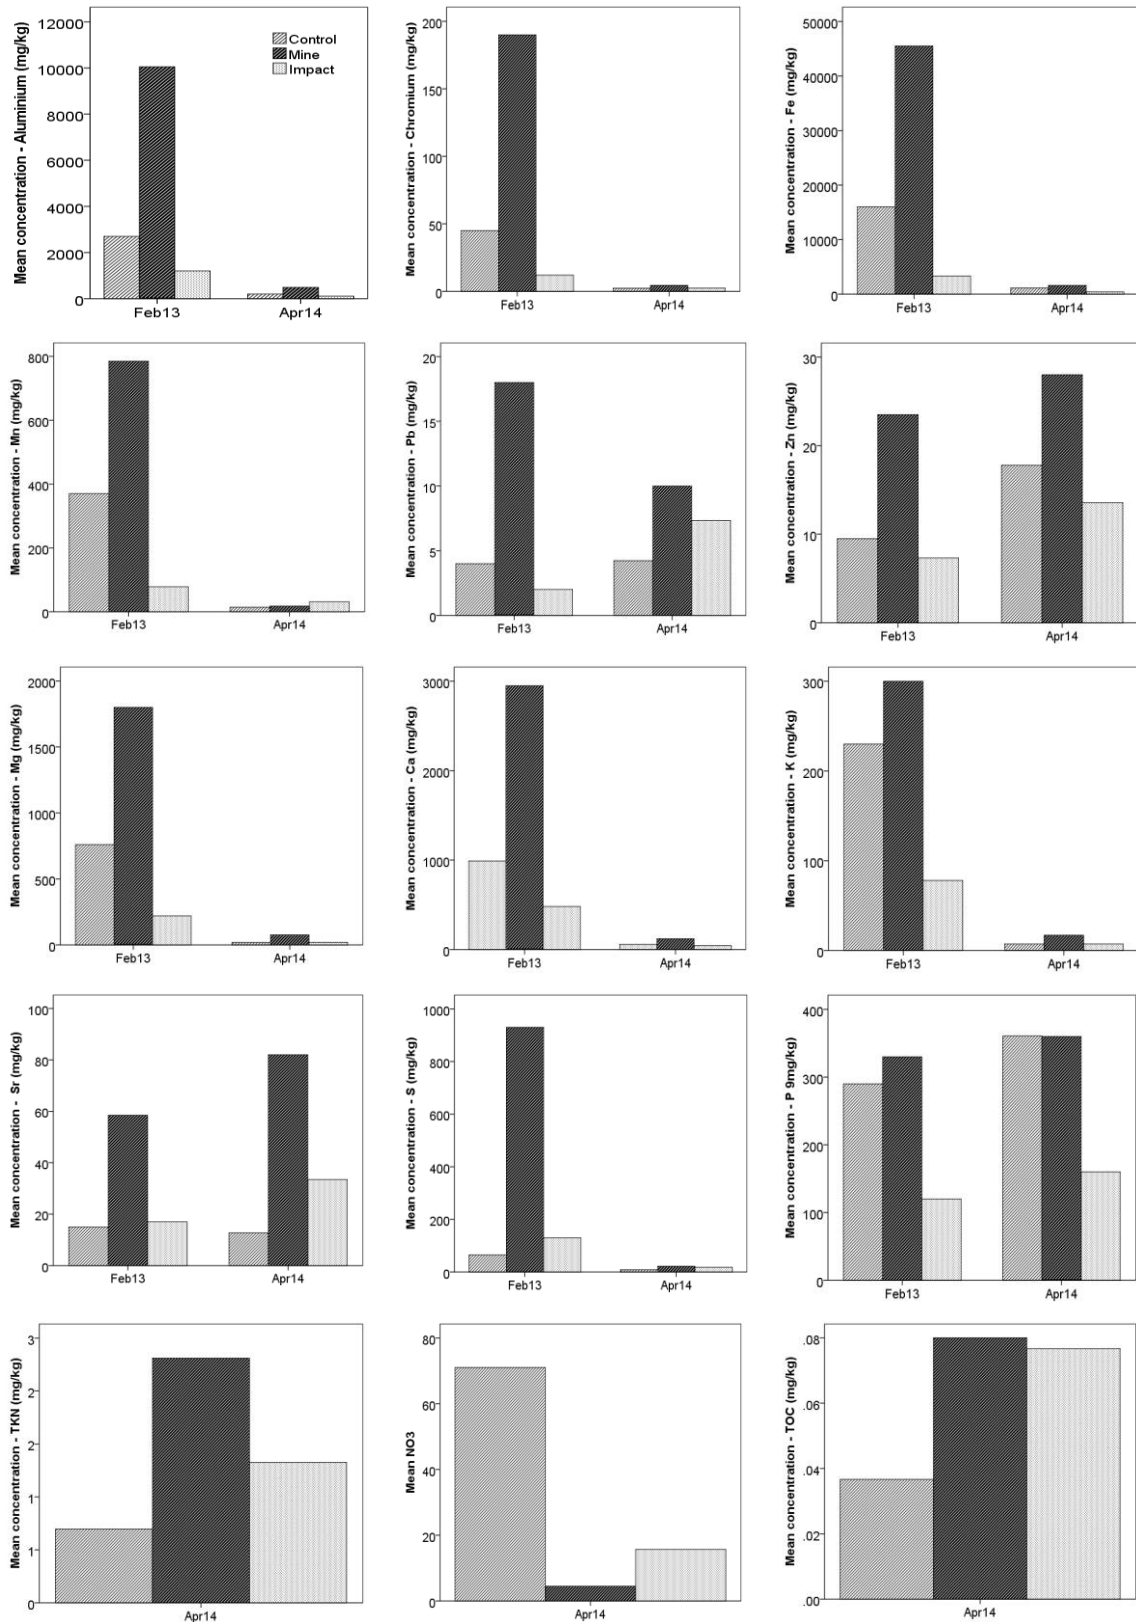 Mean concentration - Aluminium (mg/kg)
12000
10000
8000
6000
4000
2000
0
Control
Mine
Impact
Feb13
Apr14
Mean concentration - Chromium (mg/kg)
200
150
100
50
0
Feb13
Apr14
Mean concentration - Fe (mg/kg)
50000
40000
30000
20000
10000
0
Feb13
Apr14
Mean concentration - Mn (mg/kg)
800
600
400
200
0
Feb13
Apr14
Mean concentration - Pb (mg/kg)
20
15
10
5
0
Feb13
Apr14
Mean concentration - Zn (mg/kg)
30
20
10
0
Feb13
Apr14
Mean concentration - Mg (mg/kg)
2000
1500
1000
500
0
Feb13
Apr14
Mean concentration - Ca (mg/kg)
3000
2000
1000
0
Feb13
Apr14
Mean concentration - K (mg/kg)
300
200
100
0
Feb13
Apr14
Mean concentration - Sr (mg/kg)
100
80
60
40
20
0
Feb13
Apr14
Mean concentration - S (mg/kg)
1000
800
600
400
200
0
Feb13
Apr14
Mean concentration - P 9mg/kg)
400
300
200
100
0
Feb13
Apr14
Mean concentration - TKN (mg/kg)
3
2
2
1
1
0
Apr14
Mean NO3
80
60
40
20
0
Apr14
Mean concentration - TOC (mg/kg)
.08
.06
.04
.02
.00
Apr14